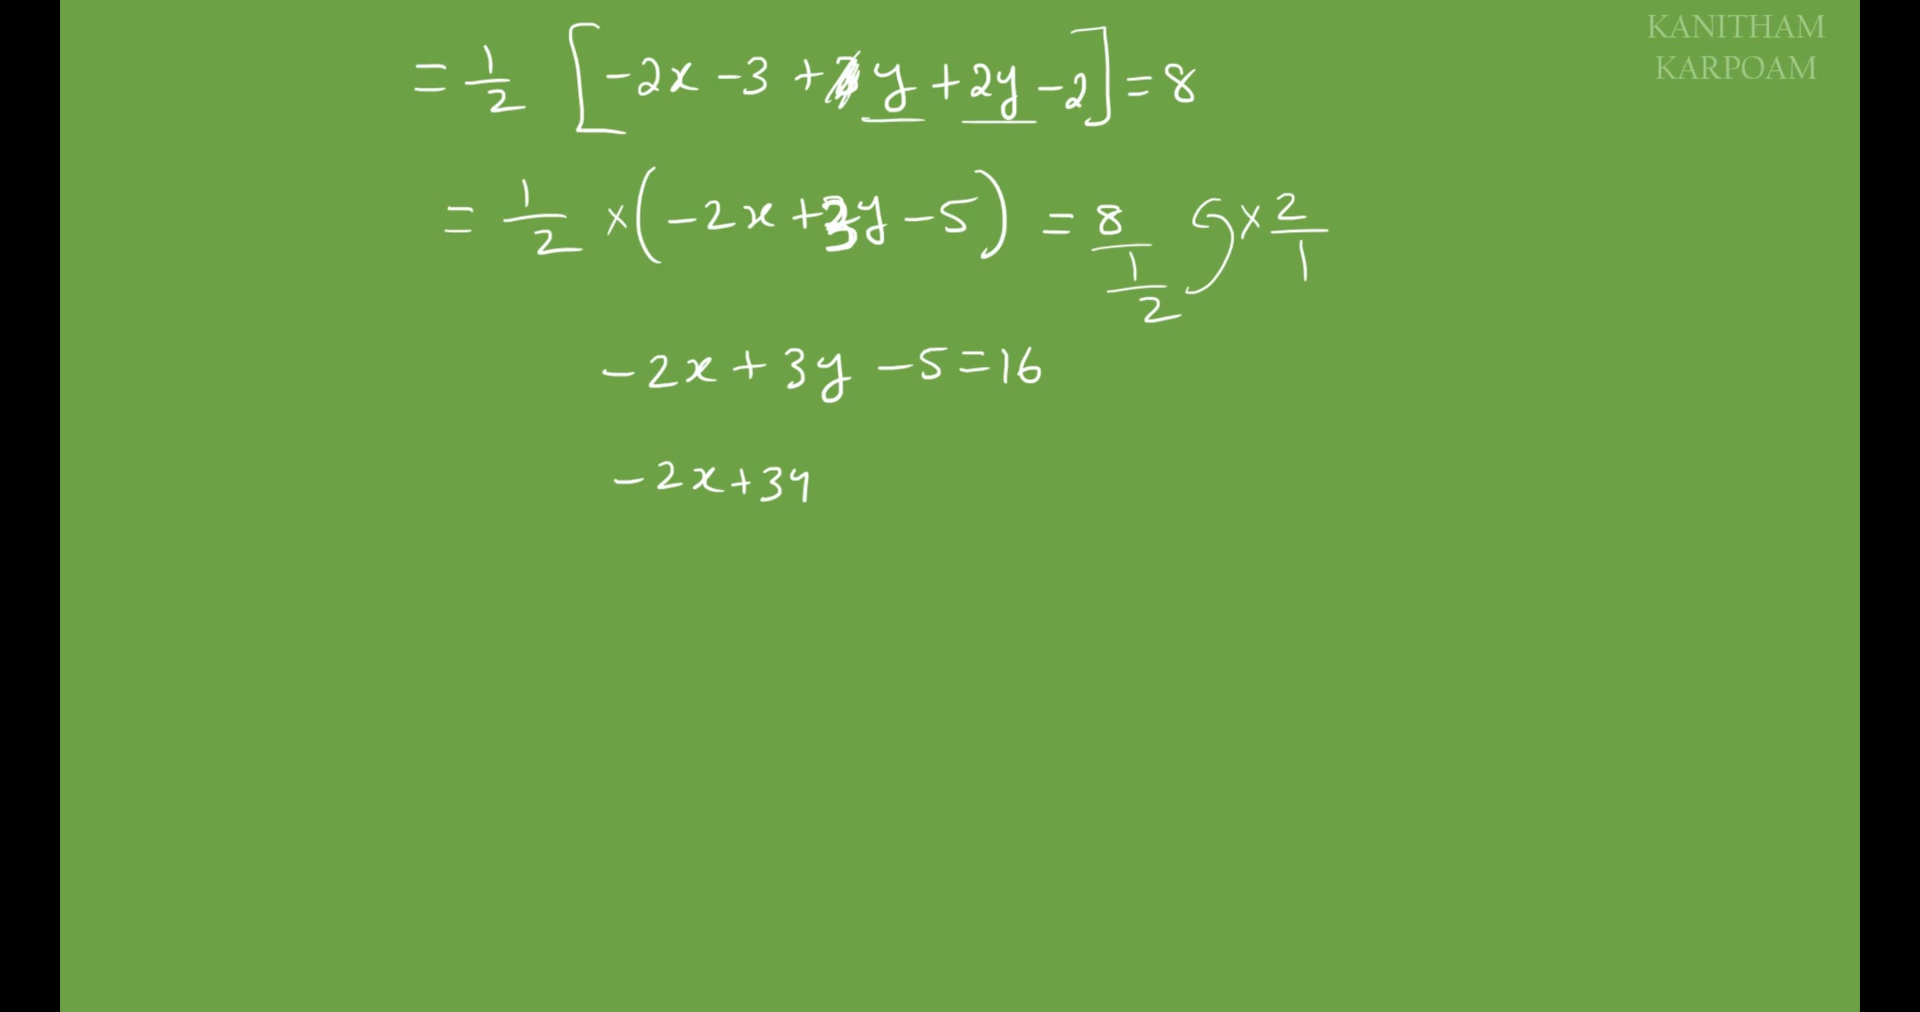 KANITHAM
KARPOAM
= 1/2 [-2x - 3 + y + 2y - 2] = 8
= 1/2 × (-2x + 3y - 5) = 8/(1/2) × 2/1
-2x + 3y - 5 = 16
-2x + 3y